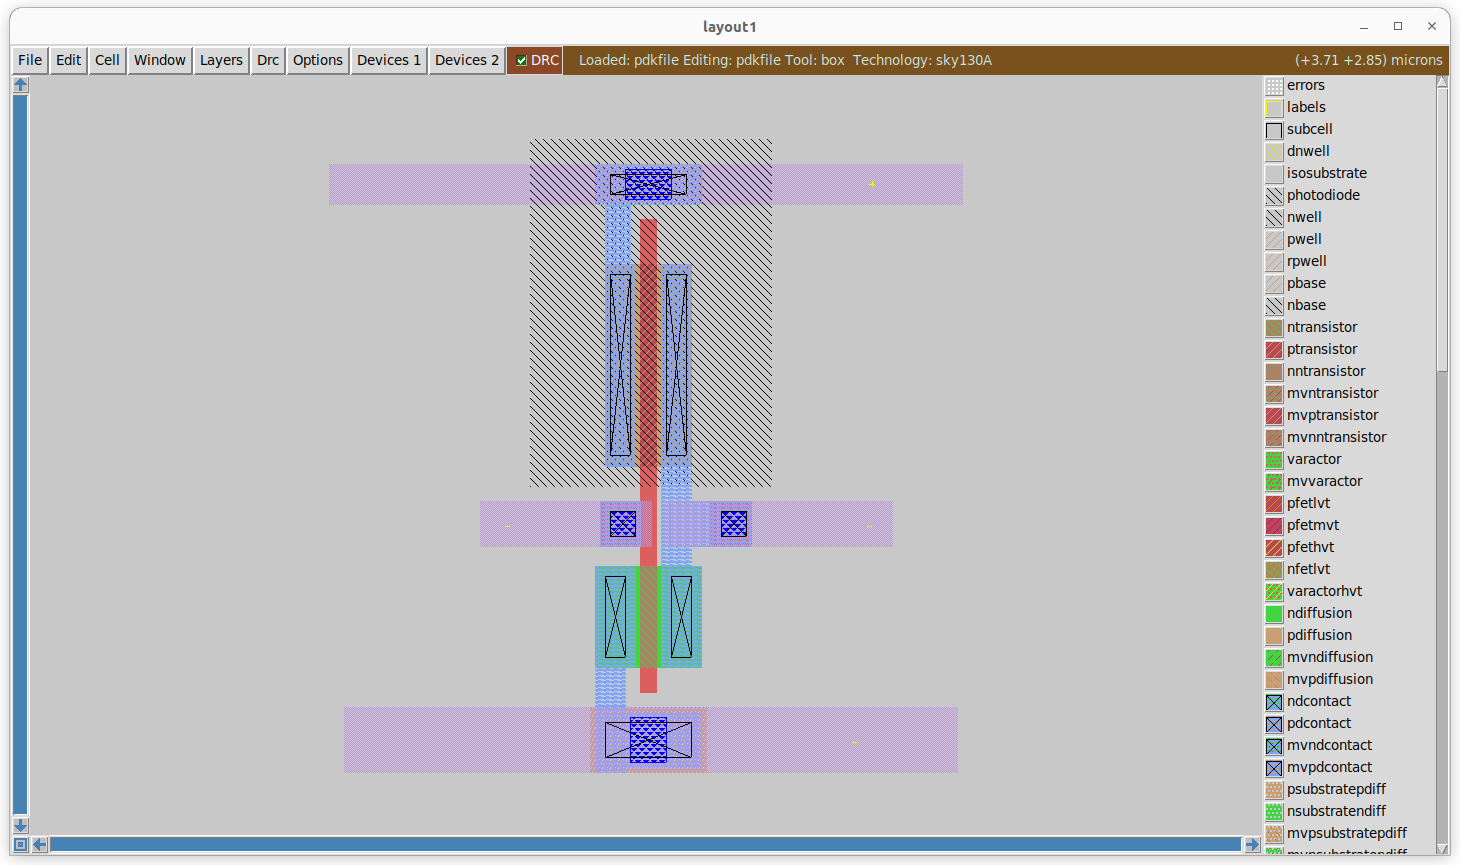 layout1
File Edit Cell Window Layers Drc Options Devices 1 Devices 2 DRC Loaded: pdkfile Editing: pdkfile Tool: box Technology: sky130A (+3.71 +2.85) microns
errors
labels
subcell
dnwell
isosubstrate
photodiode
nwell
pwell
rpwell
pbase
nbase
ntransistor
ptransistor
nntransistor
mvntransistor
mvptransistor
mvnntransistor
varactor
mvvaractor
pfetlvt
pfetmvt
pfethvt
nfetlvt
varactorhvt
ndiffusion
pdiffusion
mvndiffusion
mvpdiffusion
ndcontact
pdcontact
mvndcontact
mvpdcontact
psubstratepdiff
nsubstratendiff
mvpsubstratepdiff